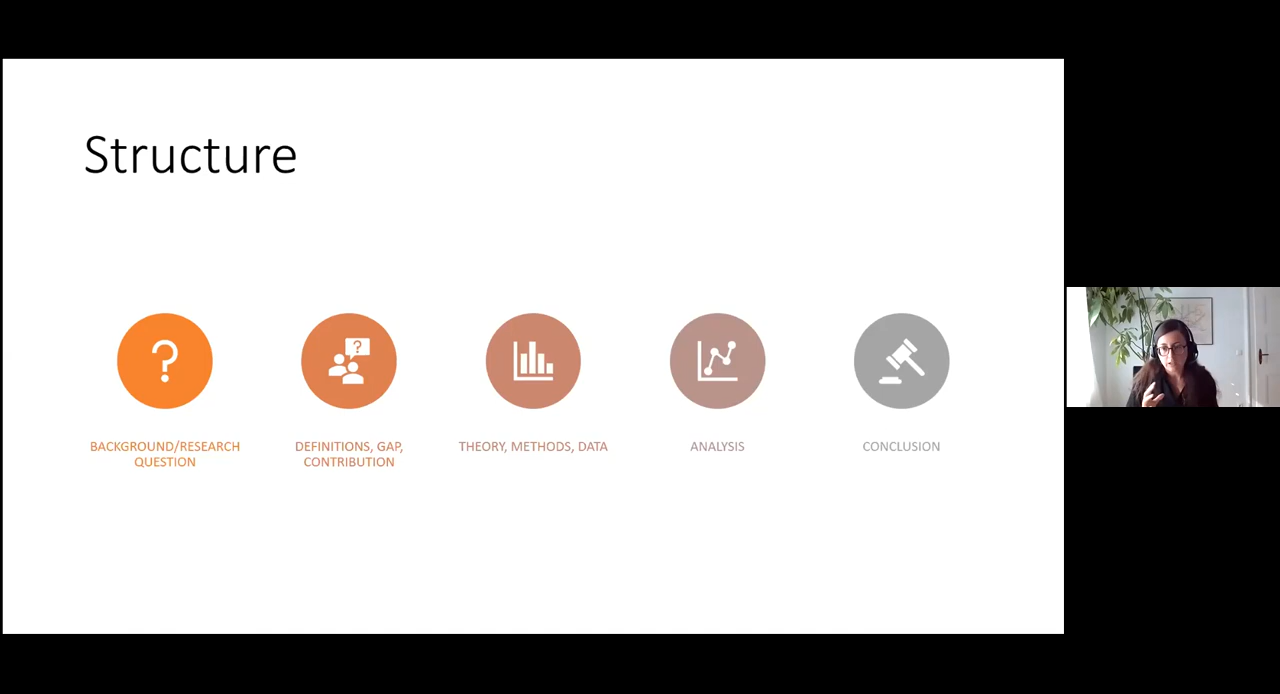 Structure
?
?
BACKGROUND/RESEARCH
QUESTION
DEFINITIONS, GAP,
CONTRIBUTION
THEORY, METHODS, DATA
ANALYSIS
CONCLUSION